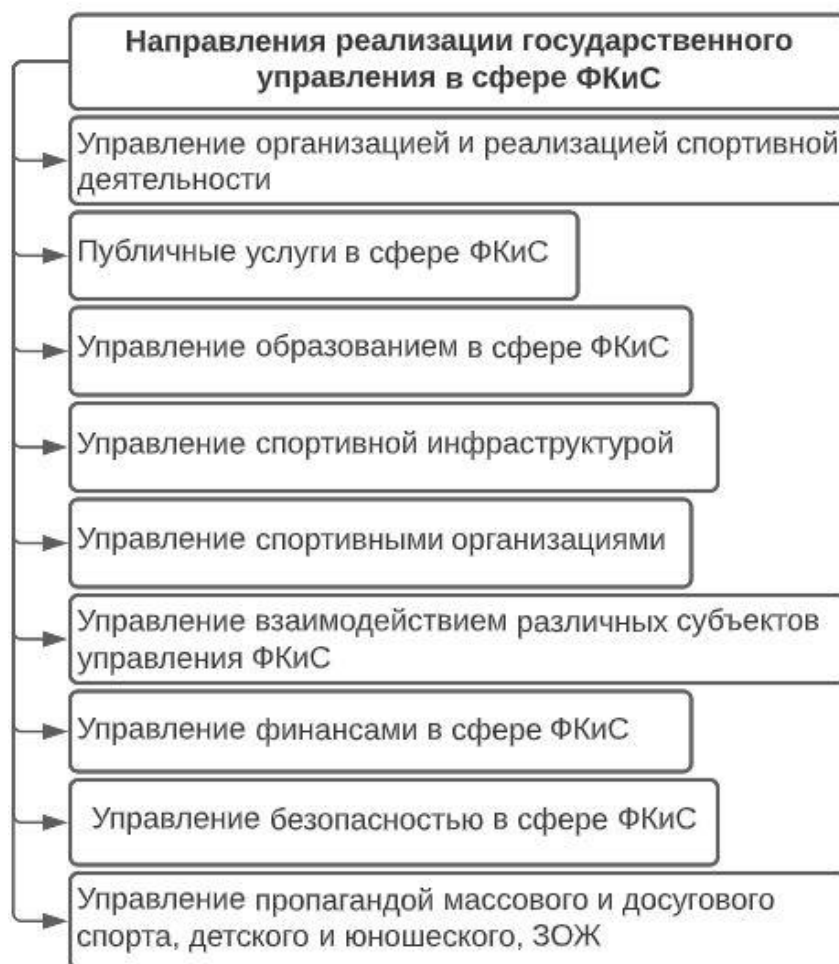 Направления реализации государственного
управления в сфере ФКиС
Управление организацией и реализацией спортивной
деятельности
Публичные услуги в сфере ФКиС
Управление образованием в сфере ФКиС
Управление спортивной инфраструктурой
Управление спортивными организациями
Управление взаимодействием различных субъектов
управления ФКиС
Управление финансами в сфере ФКиС
Управление безопасностью в сфере ФКиС
Управление пропагандой массового и досугового
спорта, детского и юношеского, ЗОЖ